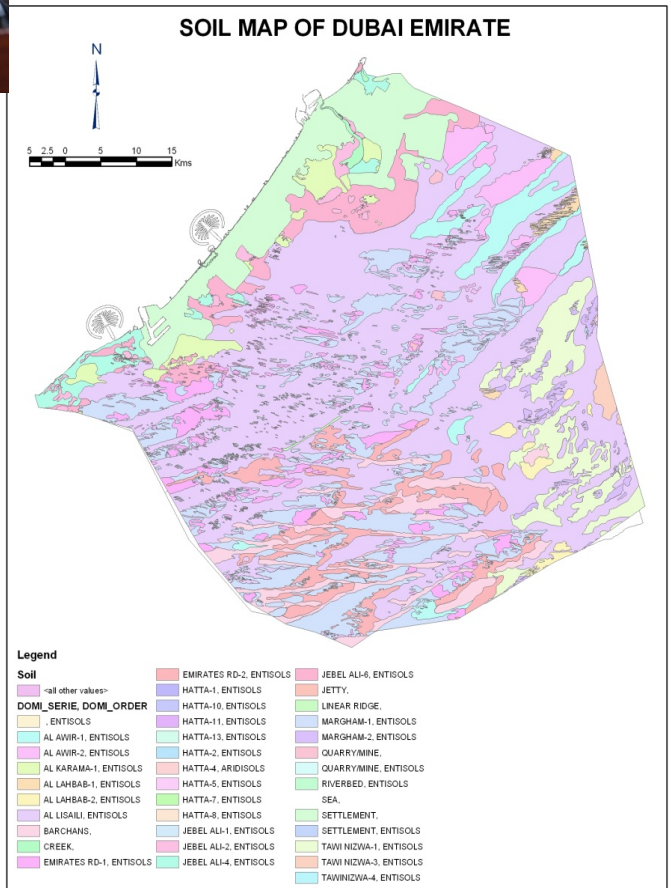 SOIL MAP OF DUBAI EMIRATE
N
5 2.5 0 5 10 15
Kms
Legend
Soil
<all other values>
DOMI_SERIE, DOMI_ORDER
, ENTISOLS
AL AWIR-1, ENTISOLS
AL AWIR-2, ENTISOLS
AL KARAMA-1, ENTISOLS
AL LAHBAB-1, ENTISOLS
AL LAHBAB-2, ENTISOLS
AL LISAILI, ENTISOLS
BARCHANS,
CREEK,
EMIRATES RD-1, ENTISOLS
EMIRATES RD-2, ENTISOLS
HATTA-1, ENTISOLS
HATTA-10, ENTISOLS
HATTA-11, ENTISOLS
HATTA-13, ENTISOLS
HATTA-2, ENTISOLS
HATTA-4, ARIDISOLS
HATTA-5, ENTISOLS
HATTA-7, ENTISOLS
HATTA-8, ENTISOLS
JEBEL ALI-1, ENTISOLS
JEBEL ALI-2, ENTISOLS
JEBEL ALI-4, ENTISOLS
JEBEL ALI-6, ENTISOLS
JETTY,
LINEAR RIDGE,
MARGHAM-1, ENTISOLS
MARGHAM-2, ENTISOLS
QUARRY/MINE,
QUARRY/MINE, ENTISOLS
RIVERBED, ENTISOLS
SEA,
SETTLEMENT,
SETTLEMENT, ENTISOLS
TAWI NIZWA-1, ENTISOLS
TAWI NIZWA-3, ENTISOLS
TAWINIZWA-4, ENTISOLS